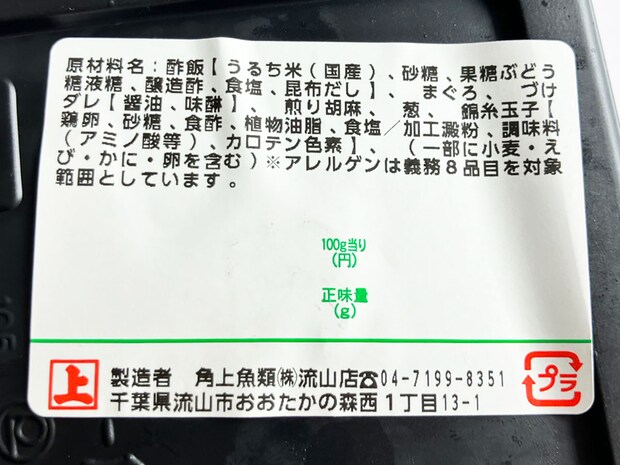 原材料名：酢飯【うるち米(国産)、砂糖、果糖ぶどう
糖液糖、醸造酢、食塩、昆布だし】、まぐろ、づけ
ダレ【醤油、味醂】、煎り胡麻、葱、錦糸玉子【
鶏卵、砂糖、食酢、植物油脂、食塩／加工澱粉、調味料
(アミノ酸等)、カロテン色素】、(一部に小麦・え
び・かに・卵を含む)※アレルゲンは義務8品目を対象
範囲としています。
100g当り
(円)
正味量
(g)
上
製造者 角上魚類㈱流山店☎04-7199-8351
千葉県流山市おおたかの森西1丁目13-1
プラ